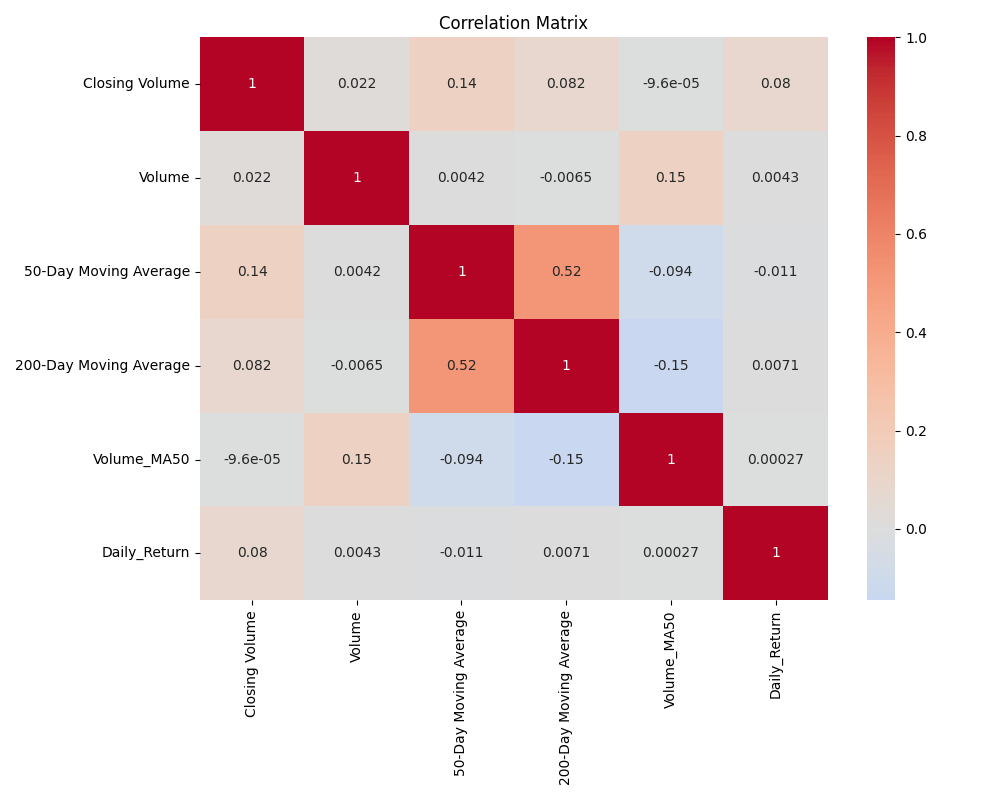 Correlation Matrix
Closing Volume 1 0.022 0.14 0.082 -9.6e-05 0.08
Volume 0.022 1 0.0042 -0.0065 0.15 0.0043
50-Day Moving Average 0.14 0.0042 1 0.52 -0.094 -0.011
200-Day Moving Average 0.082 -0.0065 0.52 1 -0.15 0.0071
Volume_MA50 -9.6e-05 0.15 -0.094 -0.15 1 0.00027
Daily_Return 0.08 0.0043 -0.011 0.0071 0.00027 1
Closing Volume
Volume
50-Day Moving Average
200-Day Moving Average
Volume_MA50
Daily_Return
1.0
0.8
0.6
0.4
0.2
0.0